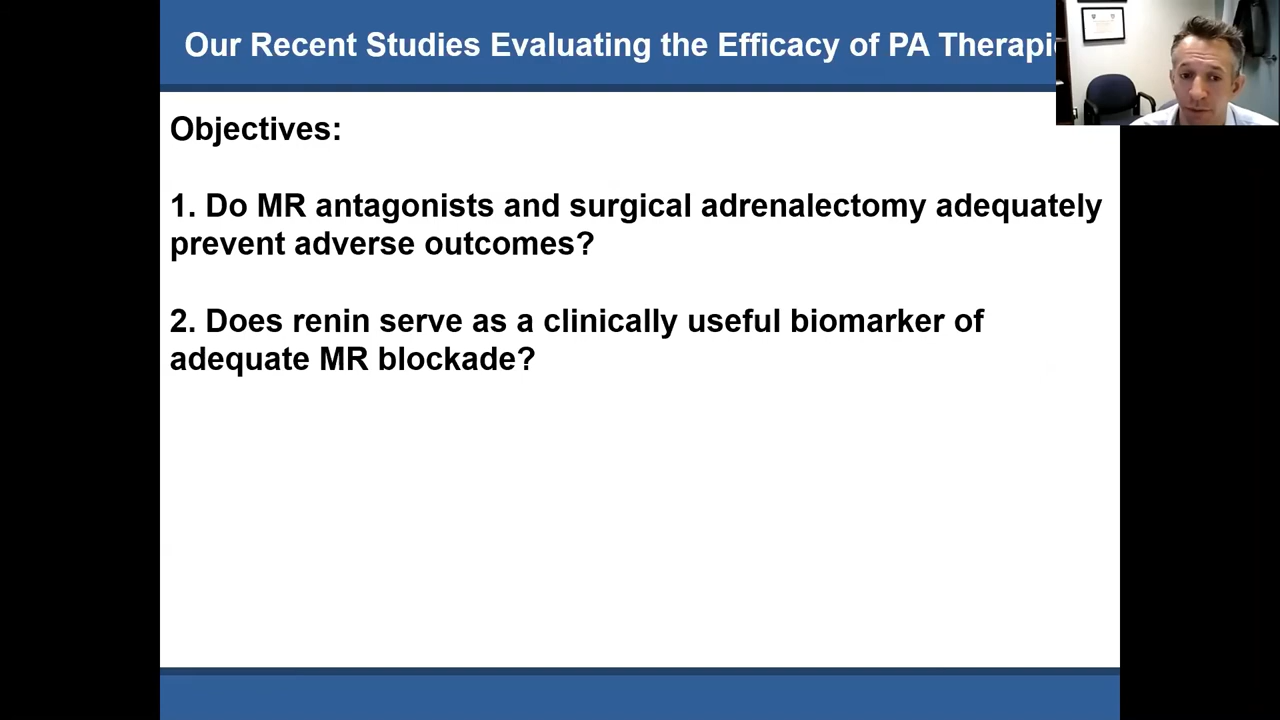 Our Recent Studies Evaluating the Efficacy of PA Therapi
Objectives:
1. Do MR antagonists and surgical adrenalectomy adequately
prevent adverse outcomes?
2. Does renin serve as a clinically useful biomarker of
adequate MR blockade?